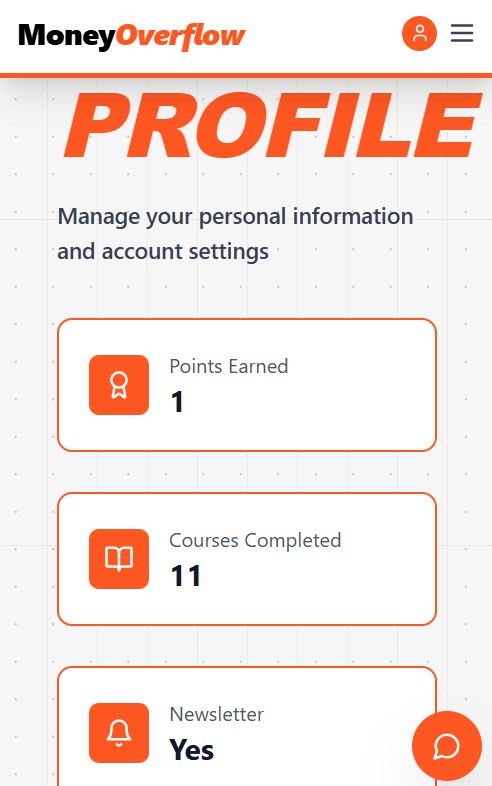 MoneyOverflow
PROFILE
Manage your personal information
and account settings
Points Earned
1
Courses Completed
11
Newsletter
Yes